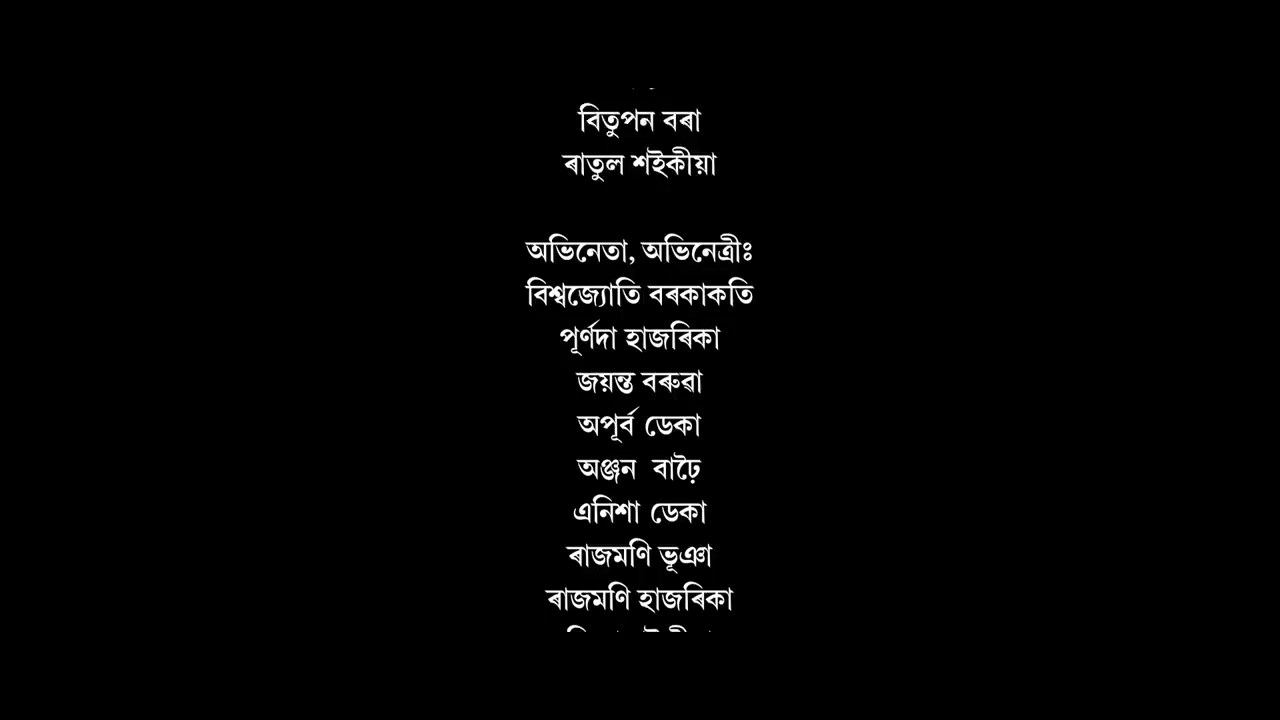 বিতুপন বৰা
ৰাতুল শইকীয়া
অভিনেতা, অভিনেত্ৰীঃ
বিশ্বজ্যোতি বৰকাকতি
পূৰ্ণদা হাজৰিকা
জয়ন্ত বৰুৱা
অপূৰ্ব ডেকা
অঞ্জন  বাঢ়ৈ
এনিশা ডেকা
ৰাজমণি ভূঞা
ৰাজমণি হাজৰিকা